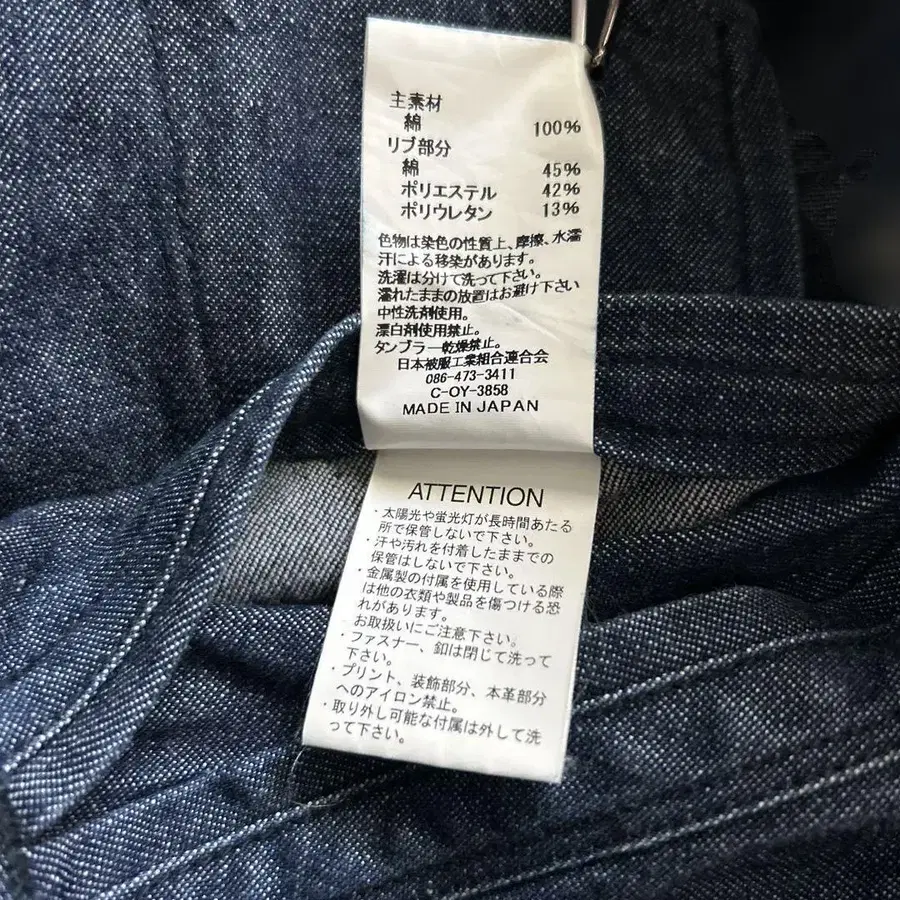 主素材
綿 100%
リブ部分
綿 45%
ポリエステル 42%
ポリウレタン 13%
色物は染色の性質上、摩擦、水濡
汗による移染があります。
洗濯は分けて洗って下さい。
濡れたままの放置はお避け下さい
中性洗剤使用。
漂白剤使用禁止。
タンブラー乾燥禁止。
日本被服工業組合連合会
086-473-3411
C-OY-3858
MADE IN JAPAN
ATTENTION
・太陽光や蛍光灯が長時間あたる
所で保管しないで下さい。
・汗や汚れを付着したままでの
保管はしないで下さい。
・金属製の付属を使用している際
は他の衣類や製品を傷つける恐
れがあります。
お取扱いにご注意下さい。
・ファスナー、釦は閉じて洗って
下さい。
・プリント、装飾部分、本革部分
へのアイロン禁止。
・取り外し可能な付属は外して洗
って下さい。